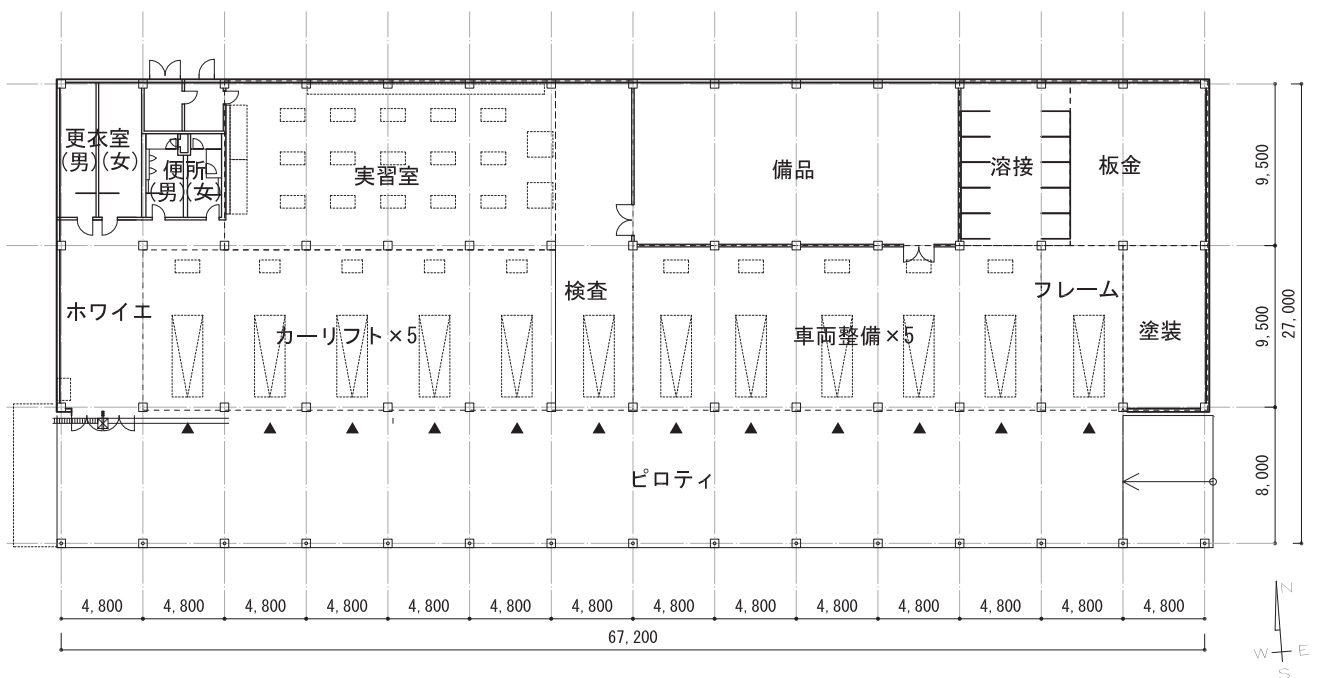 更衣室
(男)(女)
便所
(男)(女)
実習室
備品
溶接
板金
9,500
ホワイエ
カーリフト×5
検査
車両整備×5
フレーム
塗装
9,500
27,000
ピロティ
8,000
4,800 4,800 4,800 4,800 4,800 4,800 4,800 4,800 4,800 4,800 4,800 4,800 4,800 4,800
67,200
N
W E
S